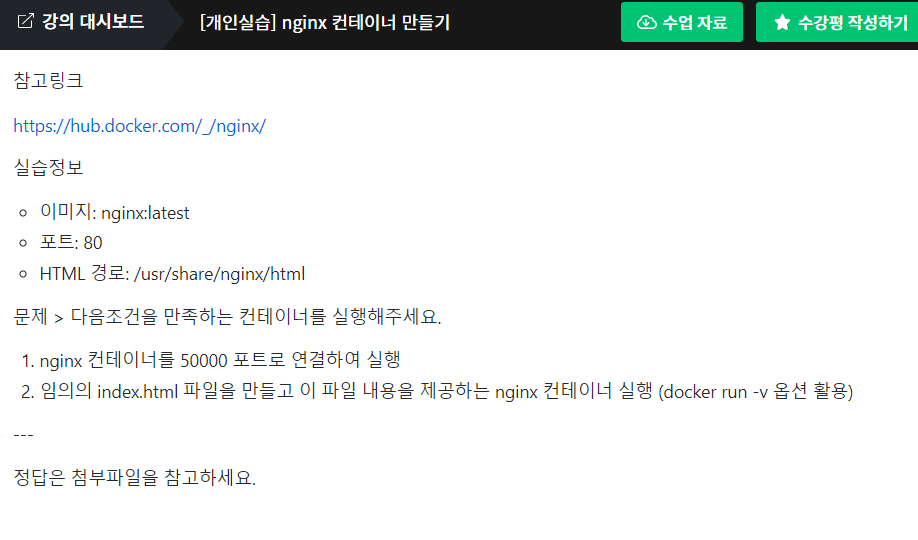 강의 대시보드 [개인실습] nginx 컨테이너 만들기 수업 자료 수강평 작성하기
참고링크
https://hub.docker.com/_/nginx/
실습정보
이미지: nginx:latest
포트: 80
HTML 경로: /usr/share/nginx/html
문제 > 다음조건을 만족하는 컨테이너를 실행해주세요.
1. nginx 컨테이너를 50000 포트로 연결하여 실행
2. 임의의 index.html 파일을 만들고 이 파일 내용을 제공하는 nginx 컨테이너 실행 (docker run -v 옵션 활용)
---
정답은 첨부파일을 참고하세요.